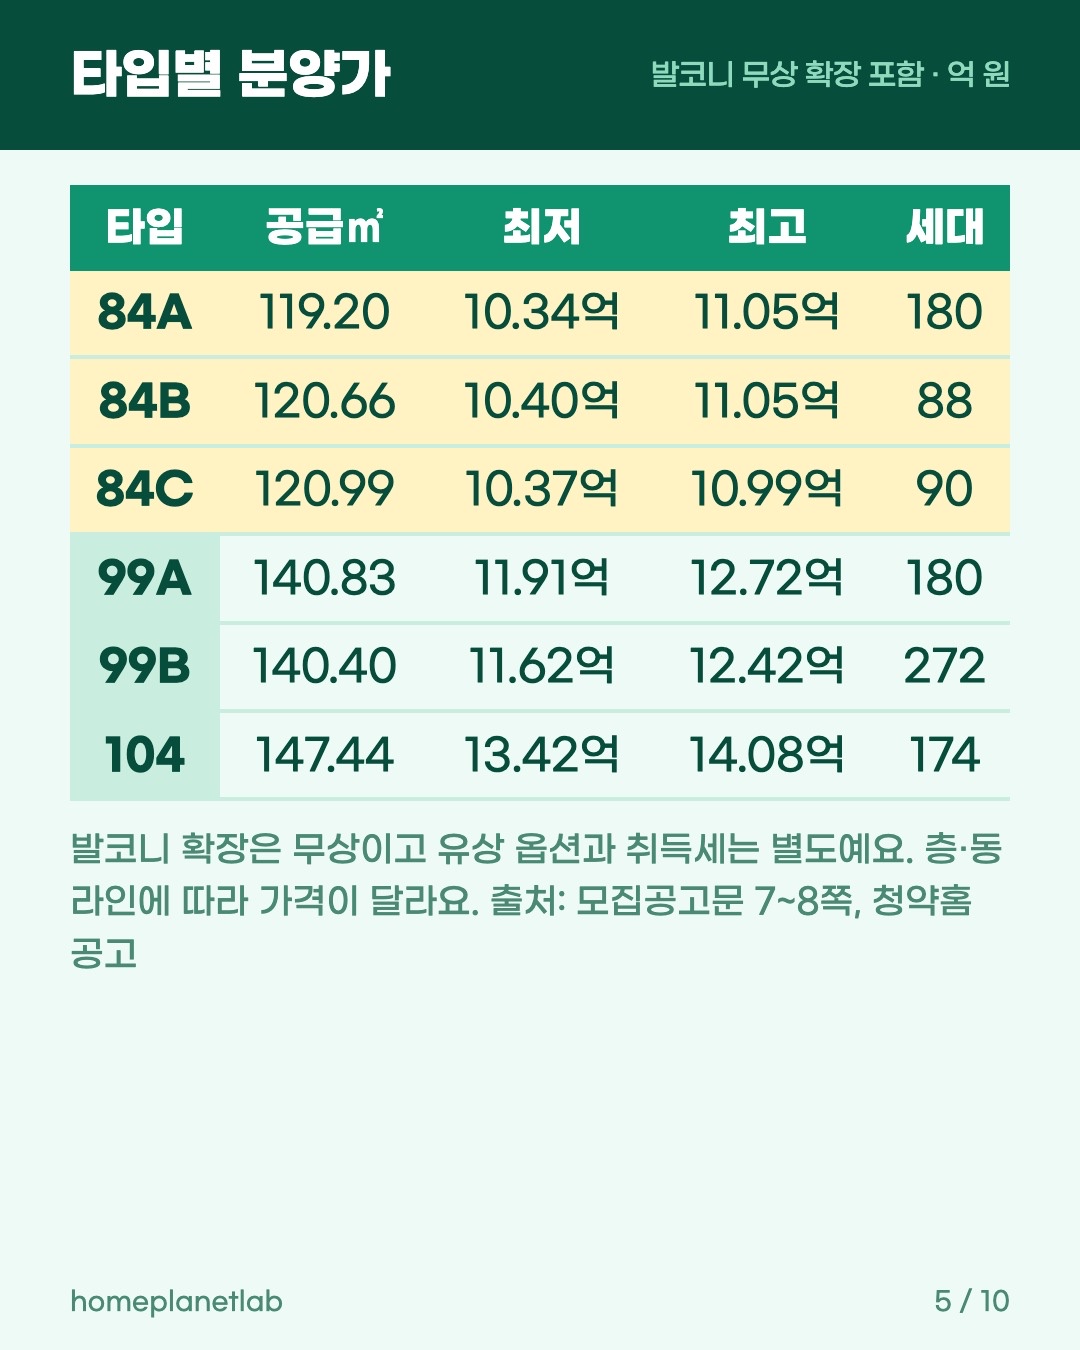 타입별 분양가
발코니 무상 확장 포함 · 억 원
타입 공급㎡ 최저 최고 세대
84A 119.20 10.34억 11.05억 180
84B 120.66 10.40억 11.05억 88
84C 120.99 10.37억 10.99억 90
99A 140.83 11.91억 12.72억 180
99B 140.40 11.62억 12.42억 272
104 147.44 13.42억 14.08억 174
발코니 확장은 무상이고 유상 옵션과 취득세는 별도예요. 층·동
라인에 따라 가격이 달라요. 출처: 모집공고문 7~8쪽, 청약홈
공고
homeplanetlab
5 / 10